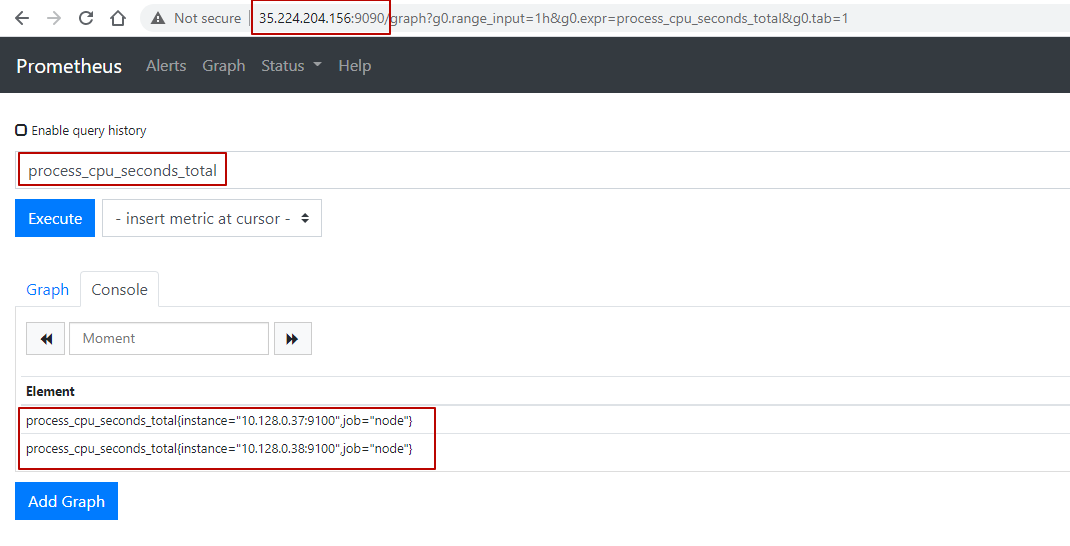 Not secure 35.224.204.156:9090/graph?g0.range_input=1h&g0.expr=process_cpu_seconds_total&g0.tab=1
Prometheus Alerts Graph Status Help
Enable query history
process_cpu_seconds_total
Execute - insert metric at cursor -
Graph Console
Moment
Element
process_cpu_seconds_total{instance="10.128.0.37:9100",job="node"}
process_cpu_seconds_total{instance="10.128.0.38:9100",job="node"}
Add Graph